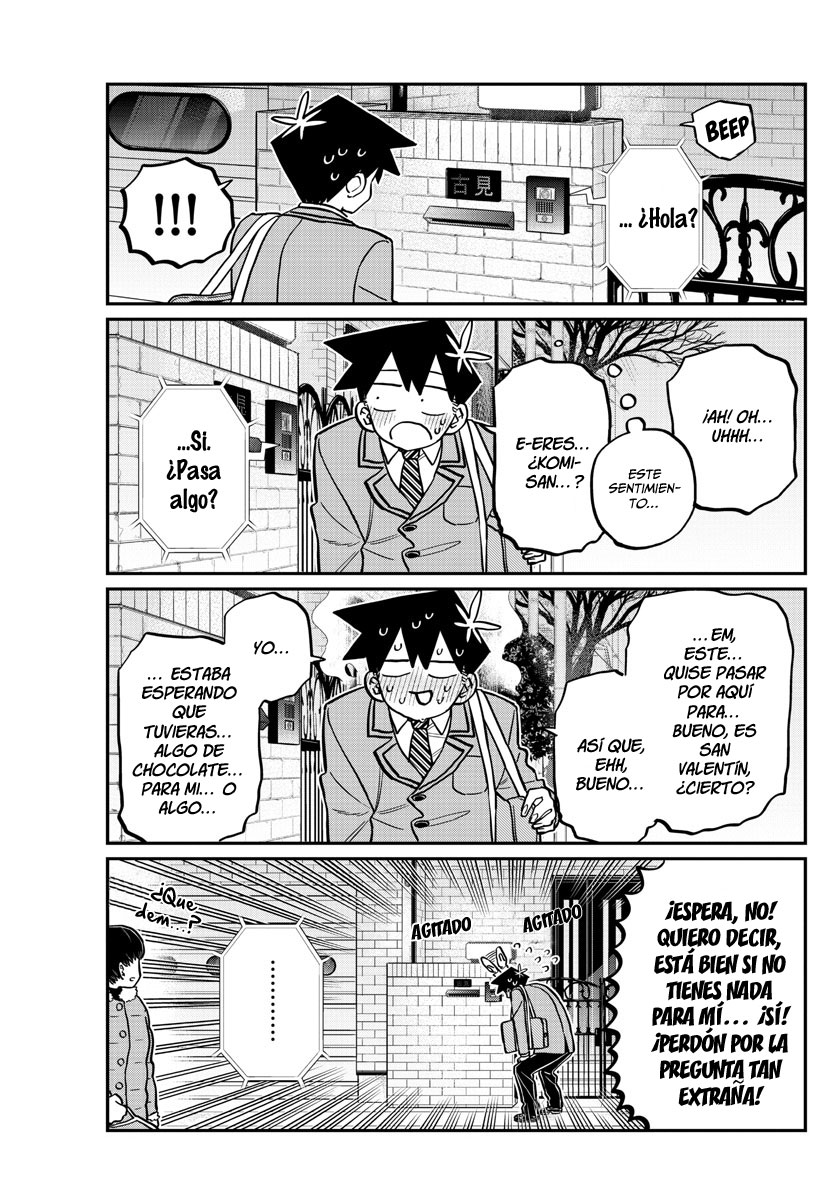 BEEP
... ¿Hola?
古見
!!!
¡AH! OH...
UHHH...
ESTE
SENTIMIEN-
TO...
E-ERES...
¿KOMI-
SAN...?
...Si.
¿Pasa
algo?
...EM,
ESTE...
QUISE PASAR
POR AQUÍ
PARA...
BUENO, ES
SAN
VALENTÍN,
¿CIERTO?
ASÍ QUE,
EHH,
BUENO...
YO...
... ESTABA
ESPERANDO
QUE
TUVIERAS...
ALGO DE
CHOCOLATE...
PARA MI... O
ALGO...
¡ESPERA, NO!
QUIERO DECIR,
ESTÁ BIEN SI NO
TIENES NADA
PARA MÍ... ¡SÍ!
¡PERDÓN POR LA
PREGUNTA TAN
EXTRAÑA!
AGITADO
AGITADO
.........
¿Que
dem...?